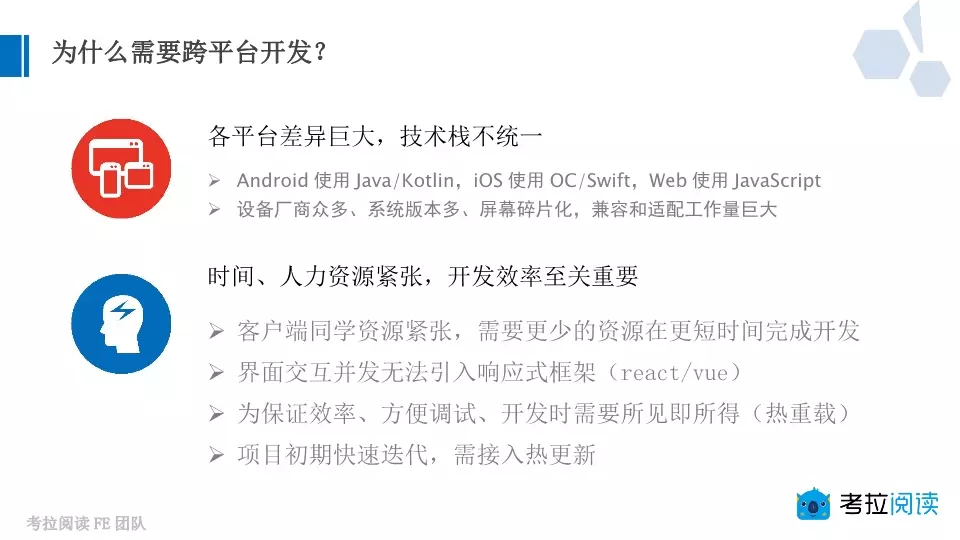 为什么需要跨平台开发?
各平台差异巨大，技术栈不统一
Android 使用 Java/Kotlin，iOS 使用 OC/Swift，Web 使用 JavaScript
设备厂商众多、系统版本多、屏幕碎片化，兼容和适配工作量巨大
时间、人力资源紧张，开发效率至关重要
客户端同学资源紧张，需要更少的资源在更短时间完成开发
界面交互并发无法引入响应式框架（react/vue）
为保证效率、方便调试、开发时需要所见即所得（热重载）
项目初期快速迭代，需接入热更新
考拉阅读
考拉阅读 FE 团队